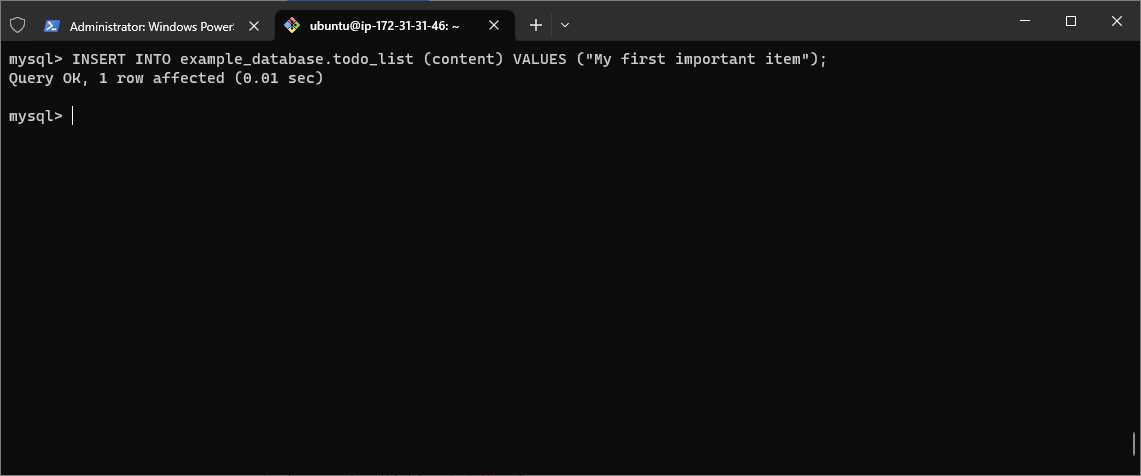 Administrator: Windows PowerS
ubuntu@ip-172-31-31-46: ~
mysql> INSERT INTO example_database.todo_list (content) VALUES ("My first important item");
Query OK, 1 row affected (0.01 sec)
mysql>